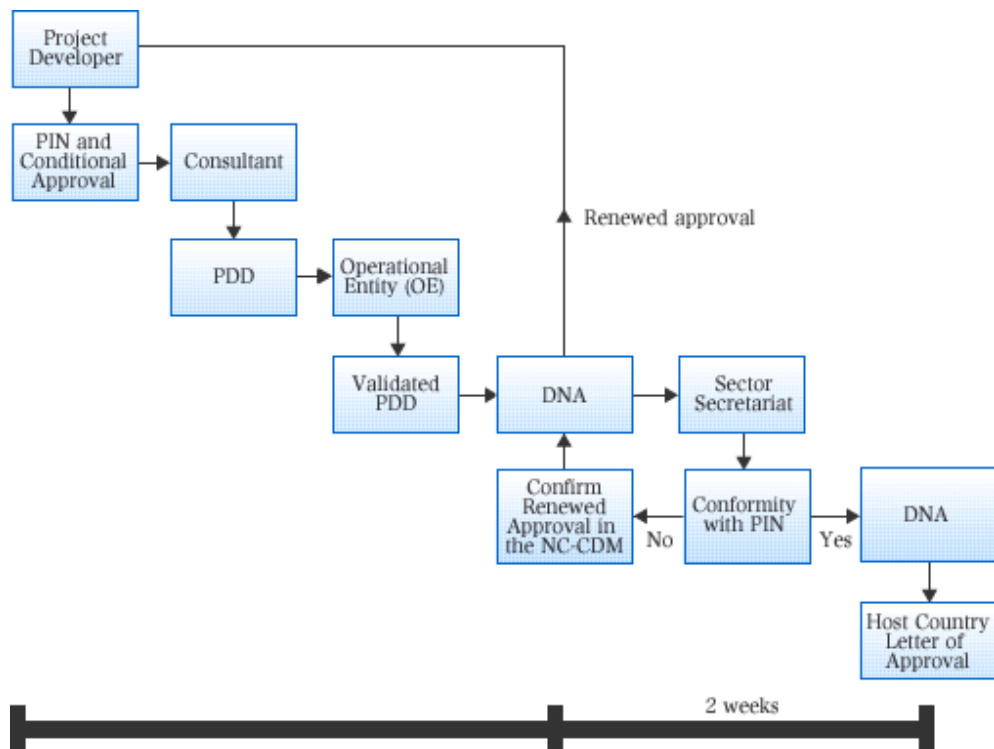 Project
Developer
PIN and
Conditional
Approval
Consultant
Renewed approval
PDD
Operational
Entity (OE)
Validated
PDD
DNA
Sector
Secretariat
Confirm
Renewed
Approval in
the NC-CDM
No
Conformity
with PIN
Yes
DNA
Host Country
Letter of
Approval
2 weeks